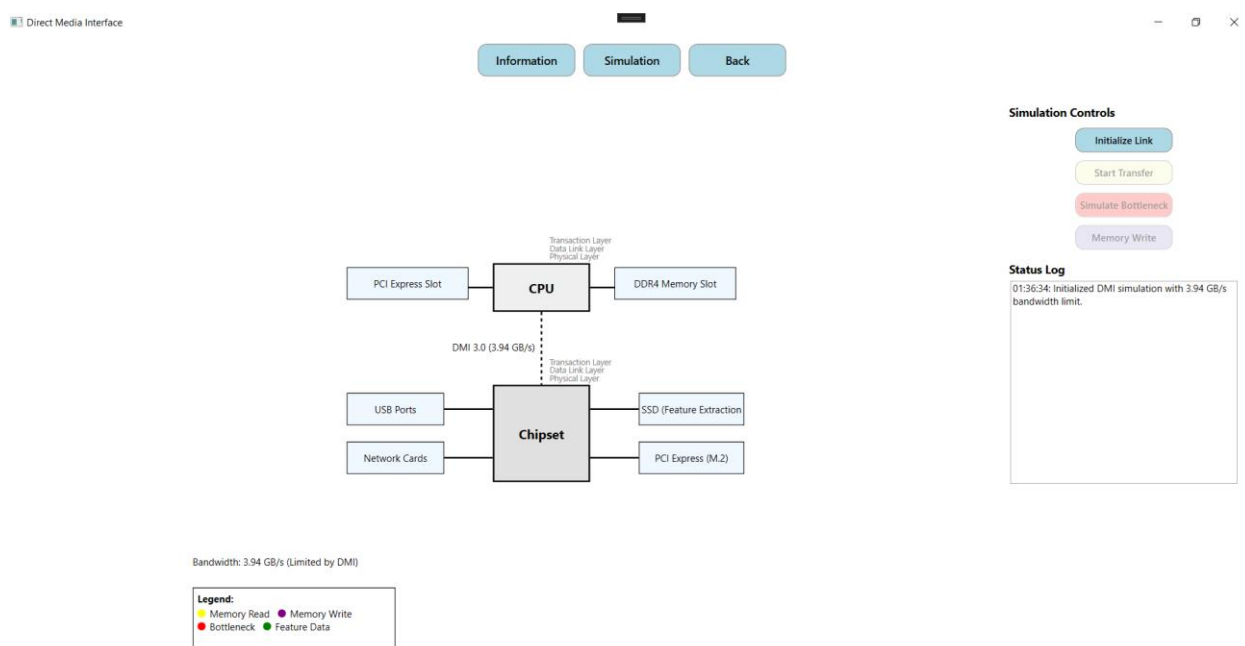 Direct Media Interface
Information
Simulation
Back
Simulation Controls
Initialize Link
Start Transfer
Simulate Bottleneck
Memory Write
Status Log
01:36:34: Initialized DMI simulation with 3.94 GB/s
bandwidth limit.
Transaction Layer
Data Link Layer
Physical Layer
PCI Express Slot
CPU
DDR4 Memory Slot
DMI 3.0 (3.94 GB/s)
Transaction Layer
Data Link Layer
Physical Layer
USB Ports
SSD (Feature Extraction
Chipset
Network Cards
PCI Express (M.2)
Bandwidth: 3.94 GB/s (Limited by DMI)
Legend:
Memory Read
Memory Write
Bottleneck
Feature Data